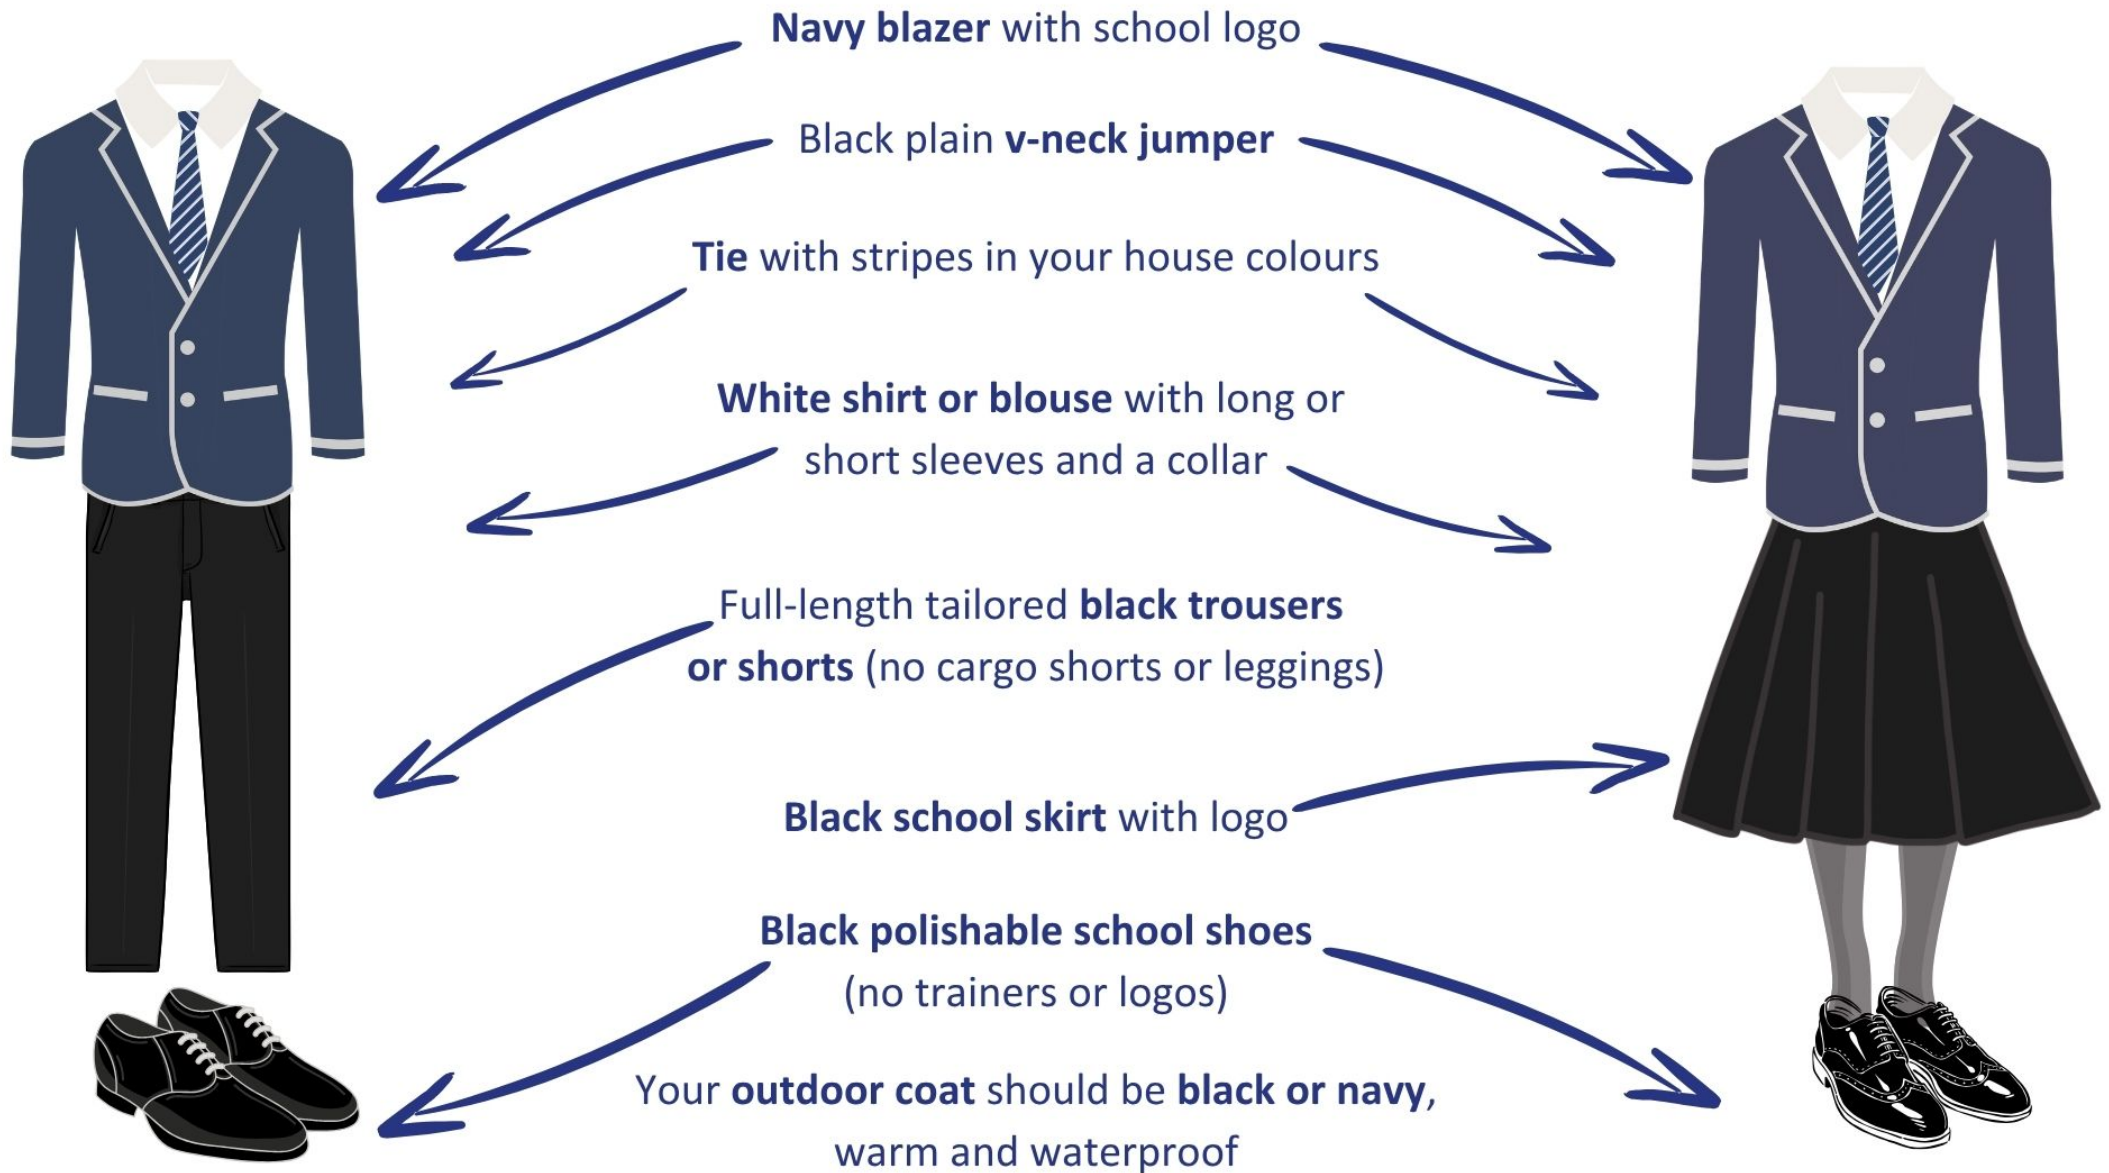 Navy blazer with school logo
Black plain v-neck jumper
Tie with stripes in your house colours
White shirt or blouse with long or
short sleeves and a collar
Full-length tailored black trousers
or shorts (no cargo shorts or leggings)
Black school skirt with logo
Black polishable school shoes
(no trainers or logos)
Your outdoor coat should be black or navy,
warm and waterproof